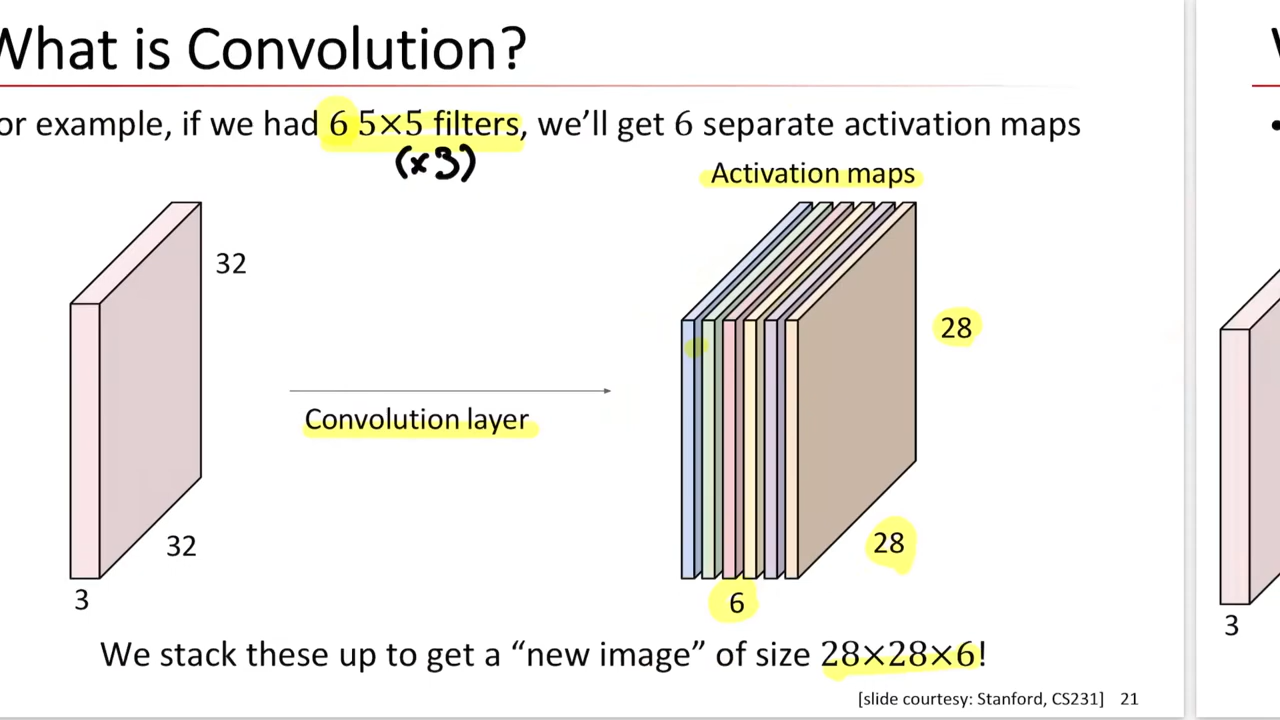 What is Convolution?
or example, if we had 6 5×5 filters, we’ll get 6 separate activation maps
(×3)
Activation maps
32
28
Convolution layer
32
28
3
6
3
We stack these up to get a “new image” of size 28×28×6!
[slide courtesy: Stanford, CS231] 21